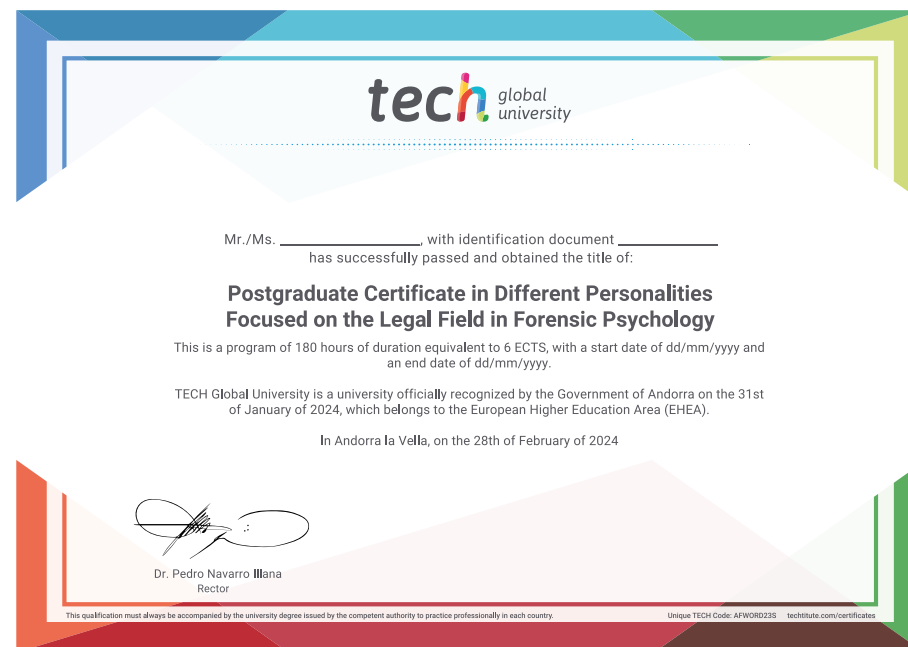 tech global
university
Mr./Ms. ____________, with identification document ____________
has successfully passed and obtained the title of:
Postgraduate Certificate in Different Personalities
Focused on the Legal Field in Forensic Psychology
This is a program of 180 hours of duration equivalent to 6 ECTS, with a start date of dd/mm/yyyy and
an end date of dd/mm/yyyy.
TECH Global University is a university officially recognized by the Government of Andorra on the 31st
of January of 2024, which belongs to the European Higher Education Area (EHEA).
In Andorra la Vella, on the 28th of February of 2024
Dr. Pedro Navarro Illana
Rector
This qualification must always be accompanied by the university degree issued by the competent authority to practice professionally in each country.
Unique TECH Code: AFWORD23S techtitute.com/certificates